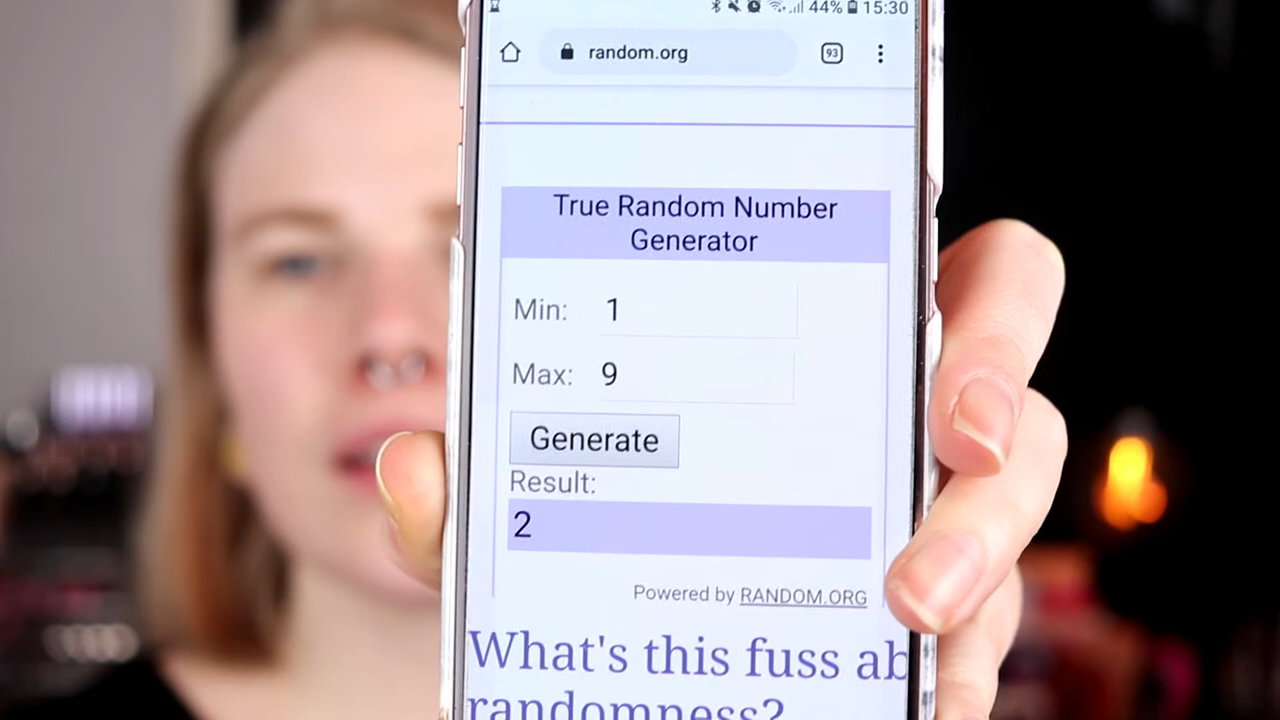 44% 15:30
random.org 93
True Random Number
Generator
Min: 1
Max: 9
Generate
Result:
2
Powered by RANDOM.ORG
What's this fuss ab
randomness?